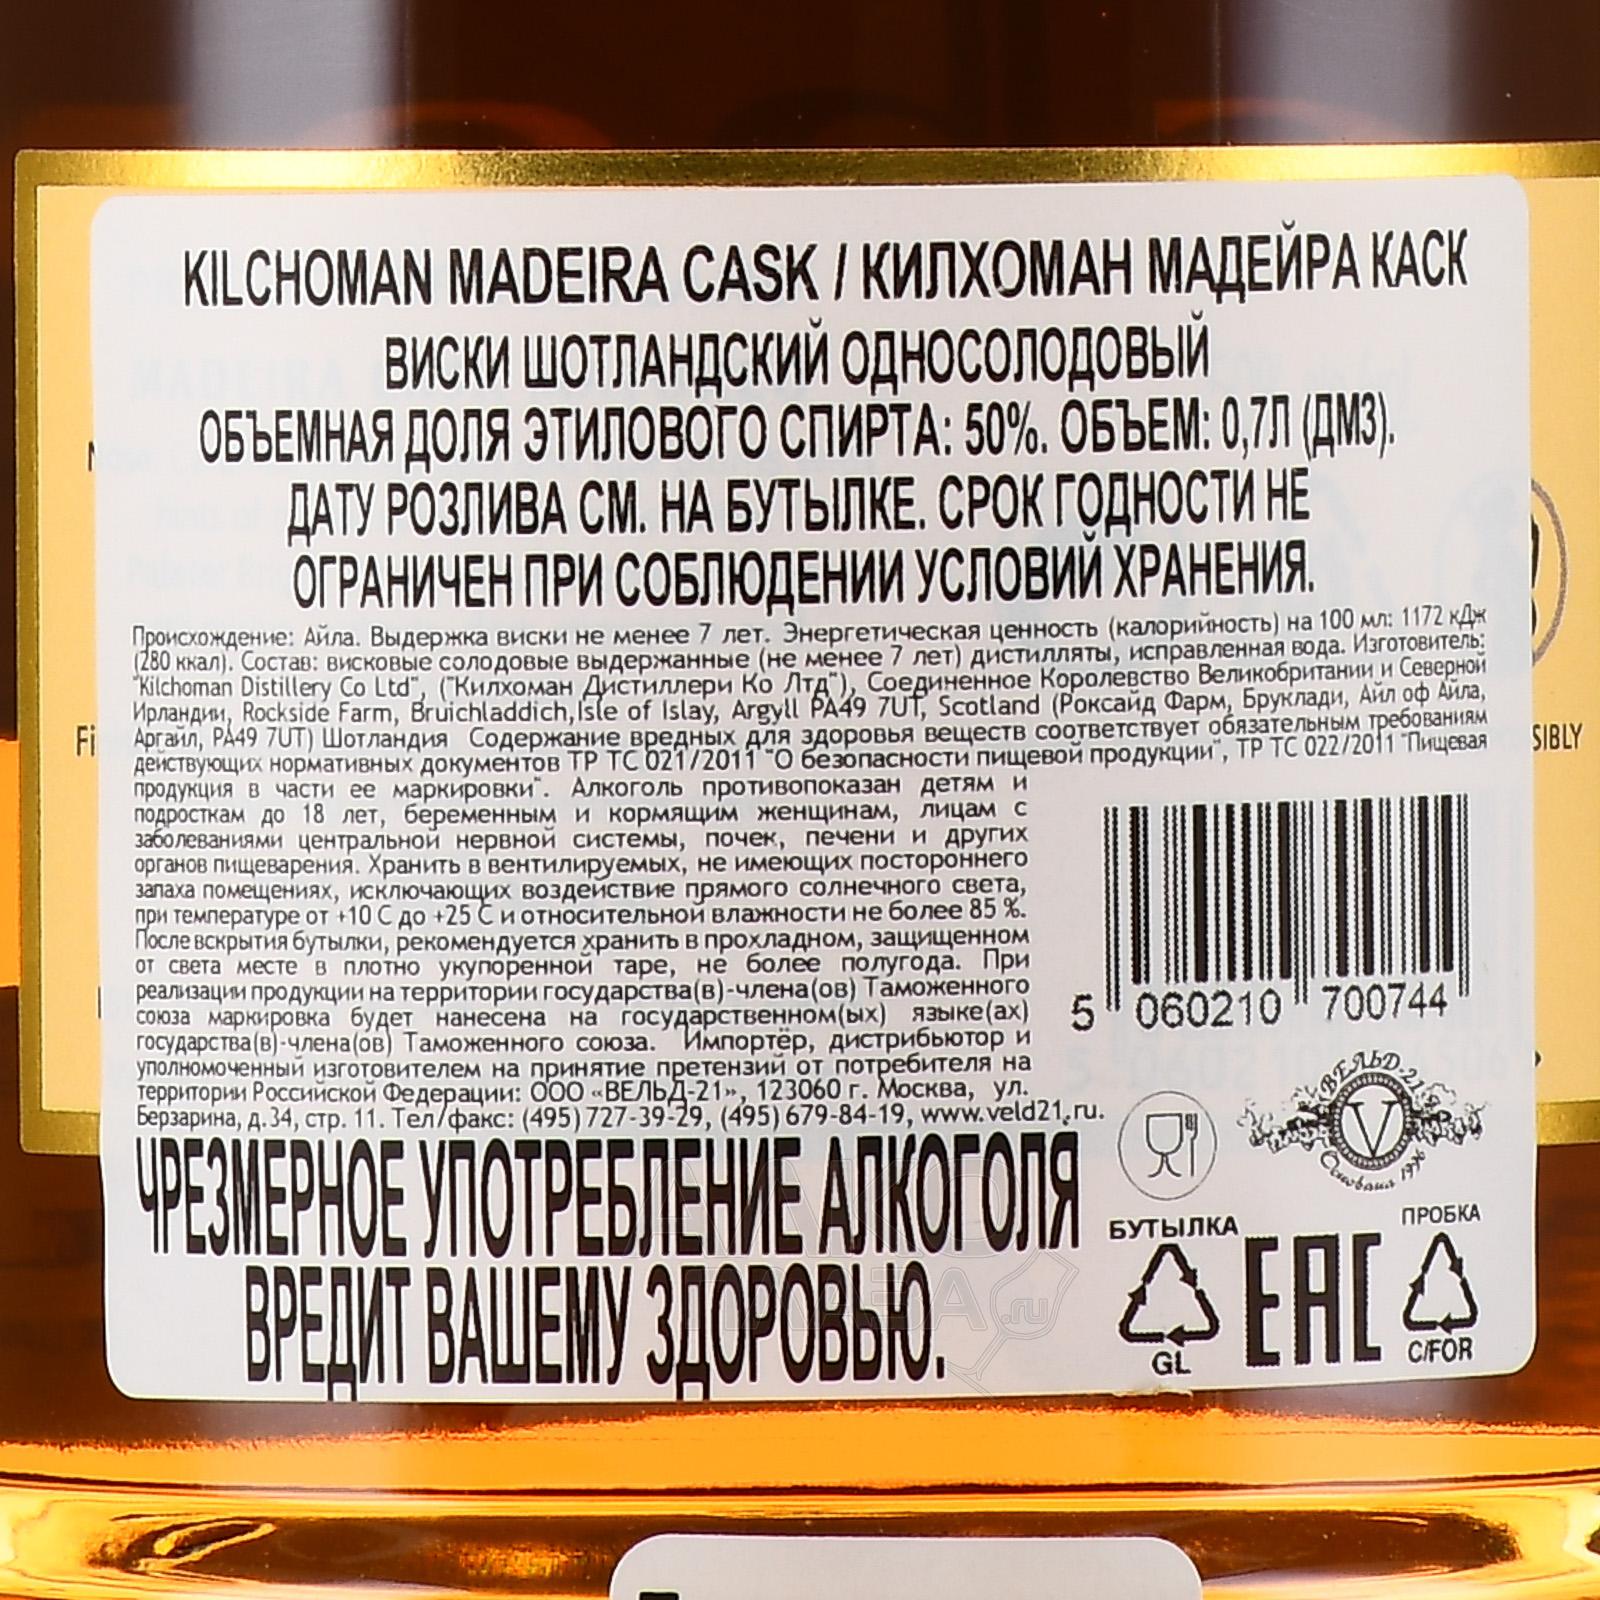 KILCHOMAN MADEIRA CASK / КИЛХОМАН МАДЕЙРА КАСК
ВИСКИ ШОТЛАНДСКИЙ ОДНОСОЛОДОВЫЙ
ОБЪЕМНАЯ ДОЛЯ ЭТИЛОВОГО СПИРТА: 50%. ОБЪЕМ: 0,7Л (ДМ3).
ДАТУ РОЗЛИВА СМ. НА БУТЫЛКЕ. СРОК ГОДНОСТИ НЕ
ОГРАНИЧЕН ПРИ СОБЛЮДЕНИИ УСЛОВИЙ ХРАНЕНИЯ.
Происхождение: Айла. Выдержка виски не менее 7 лет. Энергетическая ценность (калорийность) на 100 мл: 1172 кДж
(280 ккал). Состав: висковые солодовые выдержанные (не менее 7 лет) дистилляты, исправленная вода. Изготовитель:
"Kilchoman Distillery Co Ltd", ("Килхоман Дистиллери Ко Лтд"), Соединенное Королевство Великобритании и Северной
Ирландии, Rockside Farm, Bruichladdich,Isle of Islay, Argyll PA49 7UT, Scotland (Роксайд Фарм, Бруклади, Айл оф Айла,
Аргайл, PA49 7UT) Шотландия Содержание вредных для здоровья веществ соответствует обязательным требованиям
действующих нормативных документов ТР ТС 021/2011 "О безопасности пищевой продукции", ТР ТС 022/2011 "Пищевая
продукция в части ее маркировки". Алкоголь противопоказан детям и
подросткам до 18 лет, беременным и кормящим женщинам, лицам с
заболеваниями центральной нервной системы, почек, печени и других
органов пищеварения. Хранить в вентилируемых, не имеющих постороннего
запаха помещениях, исключающих воздействие прямого солнечного света,
при температуре от +10 С до +25 С и относительной влажности не более 85 %.
После вскрытия бутылки, рекомендуется хранить в прохладном, защищенном
от света месте в плотно укупоренной таре, не более полугода. При
реализации продукции на территории государства(в)-члена(ов) Таможенного
союза маркировка будет нанесена на государственном(ых) языке(ах)
государства(в)-члена(ов) Таможенного союза. Импортёр, дистрибьютор и
уполномоченный изготовителем на принятие претензий от потребителя на
территории Российской Федерации: ООО «ВЕЛЬД-21», 123060 г. Москва, ул.
Берзарина, д.34, стр. 11. Тел/факс: (495) 727-39-29, (495) 679-84-19, www.veld21.ru.
ЧРЕЗМЕРНОЕ УПОТРЕБЛЕНИЕ АЛКОГОЛЯ
ВРЕДИТ ВАШЕМУ ЗДОРОВЬЮ.
5 060210 700744
ВЕЛЬД-21
V
Основана 1996
БУТЫЛКА
GL
EAC
ПРОБКА
C/FOR
SIBLY
АЛКО
ПЛАЗА.ru